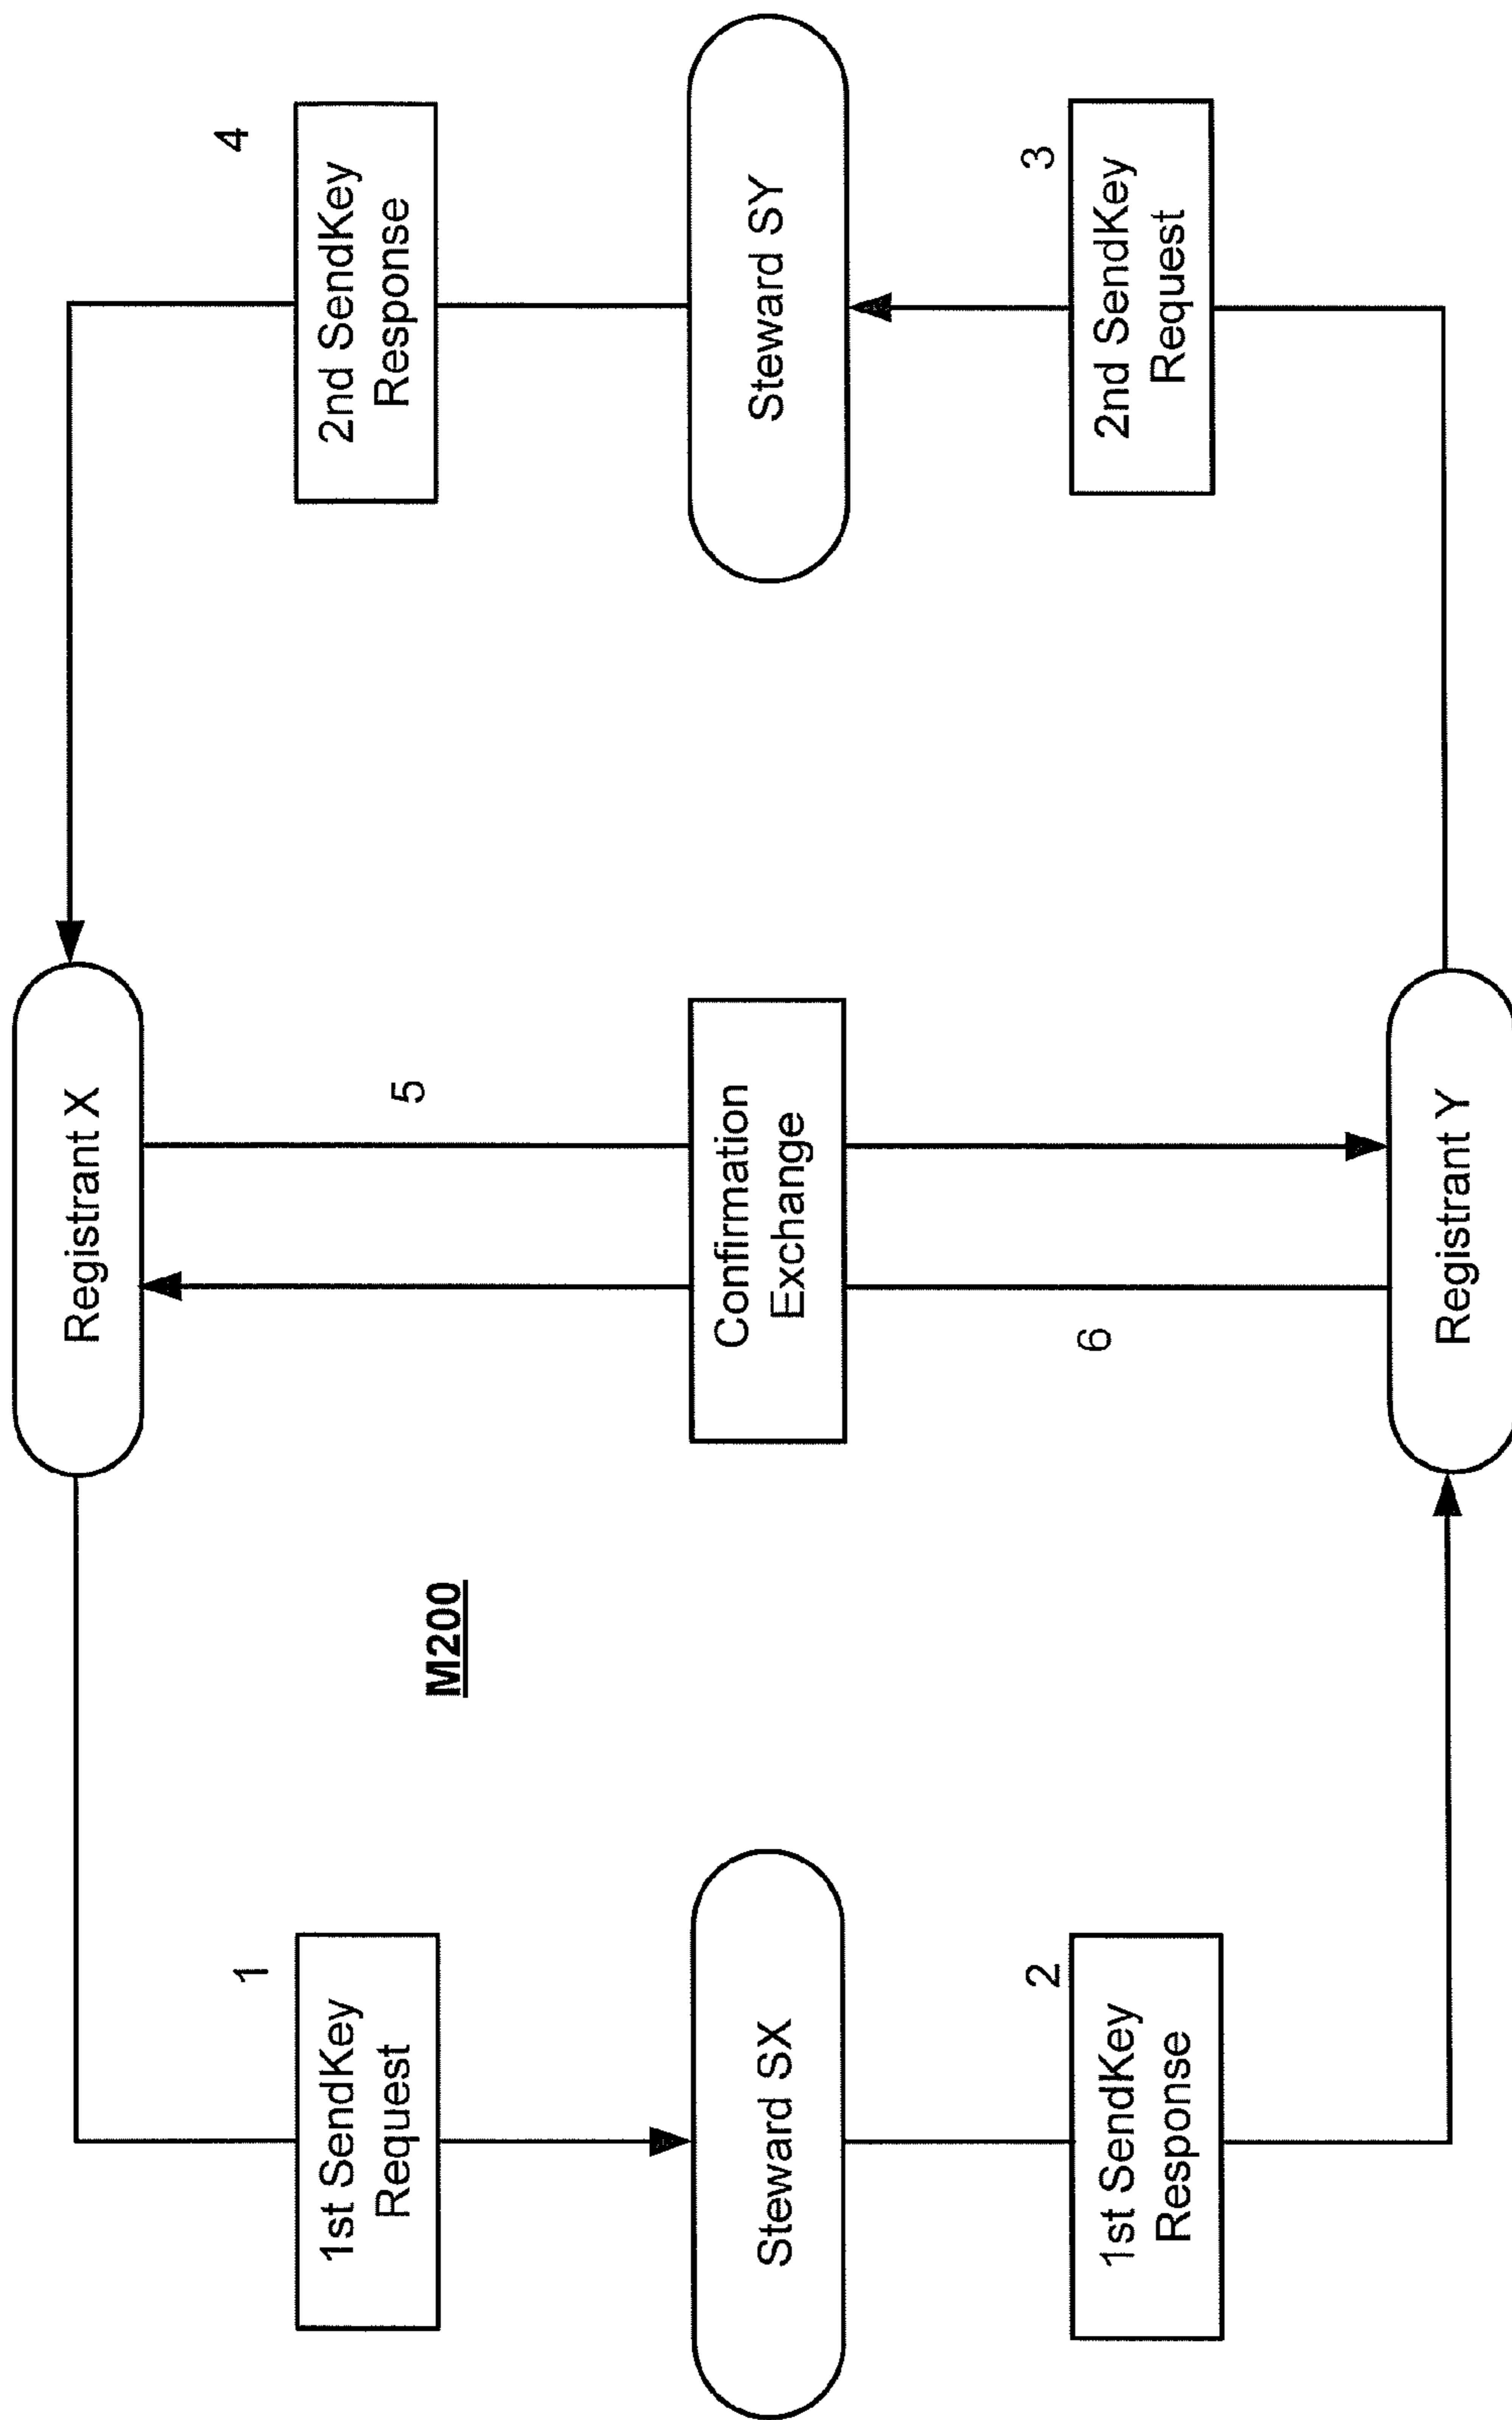 Registrant X
1
1st SendKey
Request
M200
5
4
2nd SendKey
Response
Steward SX
Confirmation
Exchange
Steward SY
2
1st SendKey
Response
6
3
2nd SendKey
Request
Registrant Y